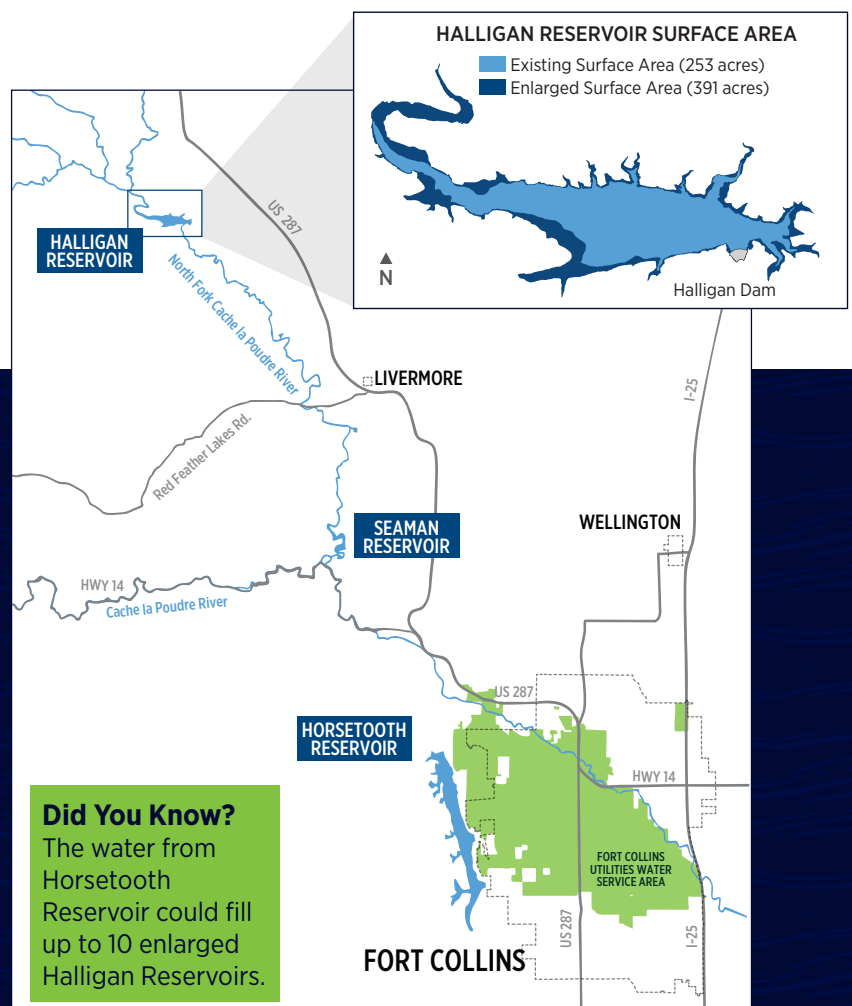 HALLIGAN RESERVOIR SURFACE AREA
Existing Surface Area (253 acres)
Enlarged Surface Area (391 acres)
N
Halligan Dam
US 287
HALLIGAN
RESERVOIR
North Fork Cache la Poudre River
LIVERMORE
I-25
Red Feather Lakes Rd.
SEAMAN
RESERVOIR
WELLINGTON
HWY 14
Cache la Poudre River
US 287
HORSETOOTH
RESERVOIR
HWY 14
Did You Know?
The water from
Horsetooth
Reservoir could fill
up to 10 enlarged
Halligan Reservoirs.
FORT COLLINS
UTILITIES WATER
SERVICE AREA
US 287
I-25
FORT COLLINS